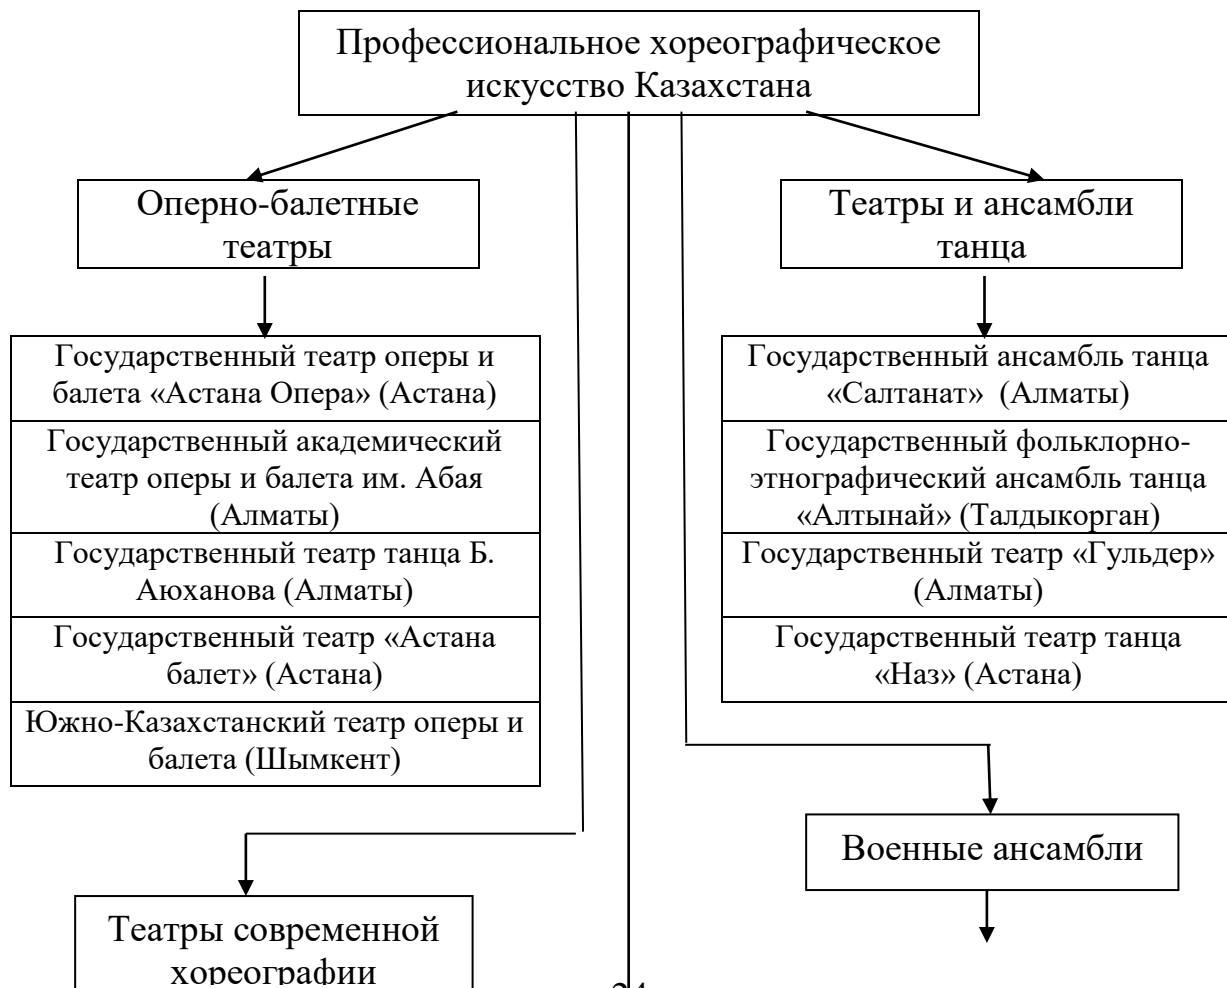 Профессиональное хореографическое
искусство Казахстана
Оперно-балетные
театры
Государственный театр оперы и
балета «Астана Опера» (Астана)
Государственный академический
театр оперы и балета им. Абая
(Алматы)
Государственный театр танца Б.
Аюханова (Алматы)
Государственный театр «Астана
балет» (Астана)
Южно-Казахстанский театр оперы и
балета (Шымкент)
Театры и ансамбли
танца
Государственный ансамбль танца
«Салтанат» (Алматы)
Государственный фольклорно-
этнографический ансамбль танца
«Алтынай» (Талдыкорган)
Государственный театр «Гульдер»
(Алматы)
Государственный театр танца
«Наз» (Астана)
Военные ансамбли
Театры современной
хореографии